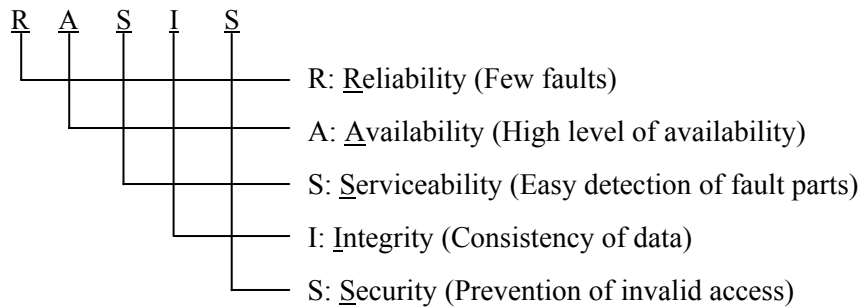 R A S I S
R: Reliability (Few faults)
A: Availability (High level of availability)
S: Serviceability (Easy detection of fault parts)
I: Integrity (Consistency of data)
S: Security (Prevention of invalid access)